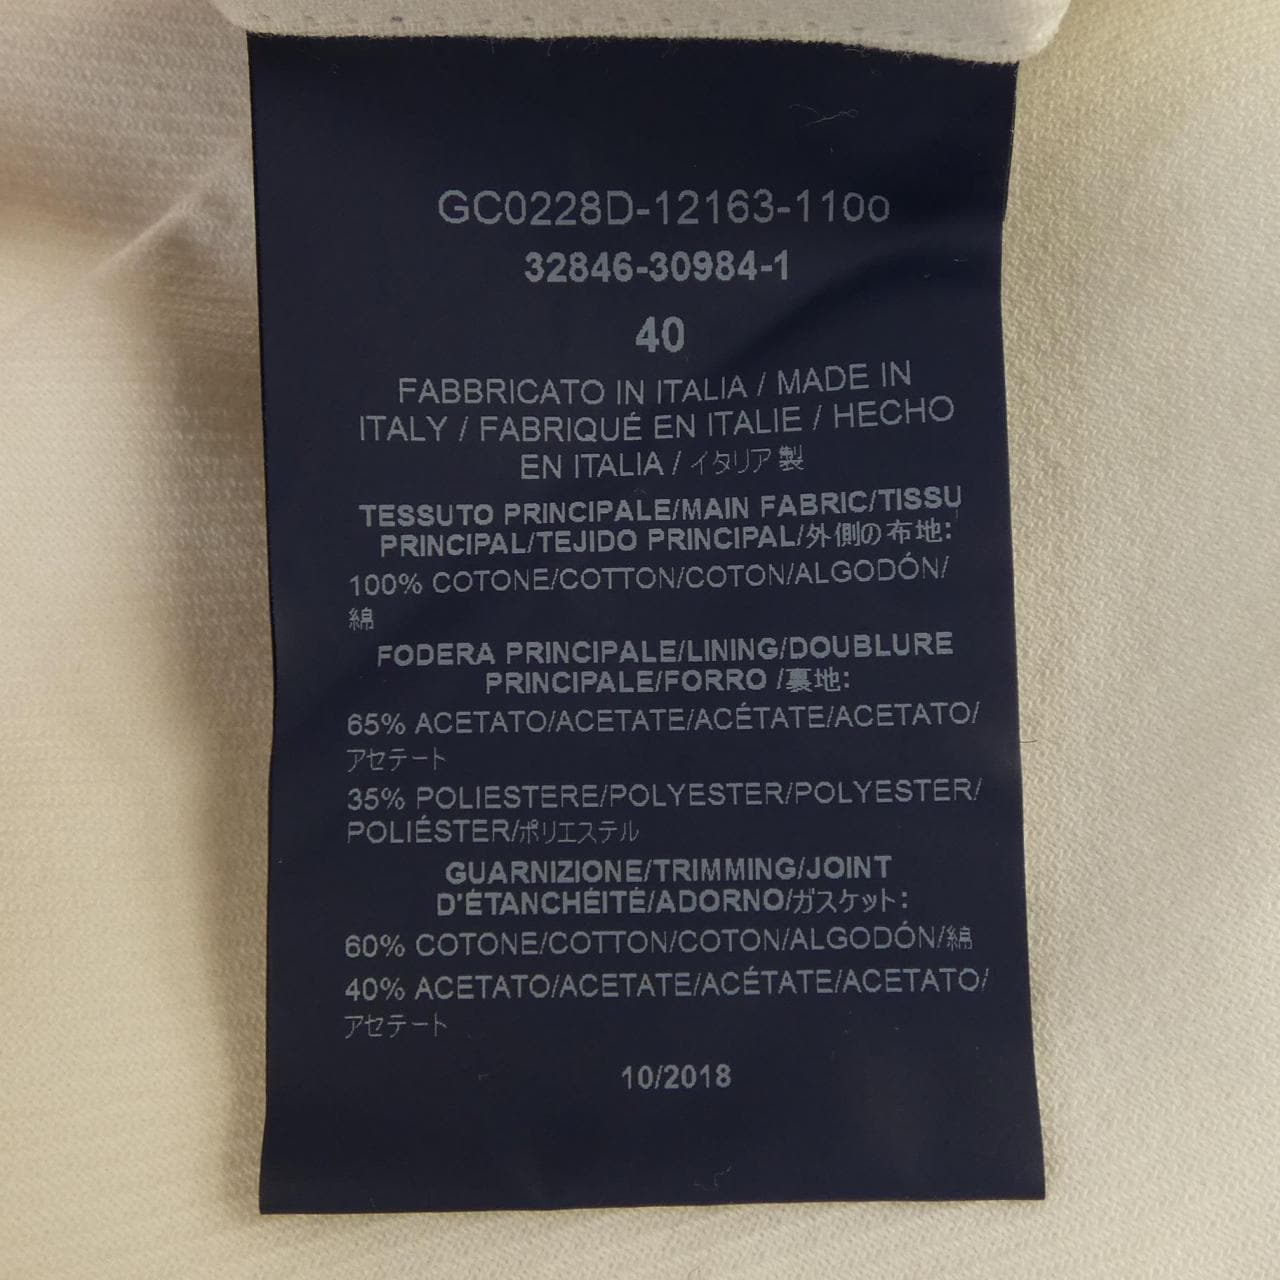 GC0228D-12163-11oo
32846-30984-1
40
FABBRICATO IN ITALIA / MADE IN
ITALY / FABRIQUÉ EN ITALIE / HECHO
EN ITALIA / イタリア製
TESSUTO PRINCIPALE/MAIN FABRIC/TISSU
PRINCIPAL/TEJIDO PRINCIPAL/外側の布地:
100% COTONE/COTTON/COTON/ALGODÓN/
綿
FODERA PRINCIPALE/LINING/DOUBLURE
PRINCIPALE/FORRO /裏地:
65% ACETATO/ACETATE/ACÉTATE/ACETATO/
アセテート
35% POLIESTERE/POLYESTER/POLYESTER/
POLIÉSTER/ポリエステル
GUARNIZIONE/TRIMMING/JOINT
D'ÉTANCHÉITÉ/ADORNO/ガスケット:
60% COTONE/COTTON/COTON/ALGODÓN/綿
40% ACETATO/ACETATE/ACÉTATE/ACETATO/
アセテート
10/2018